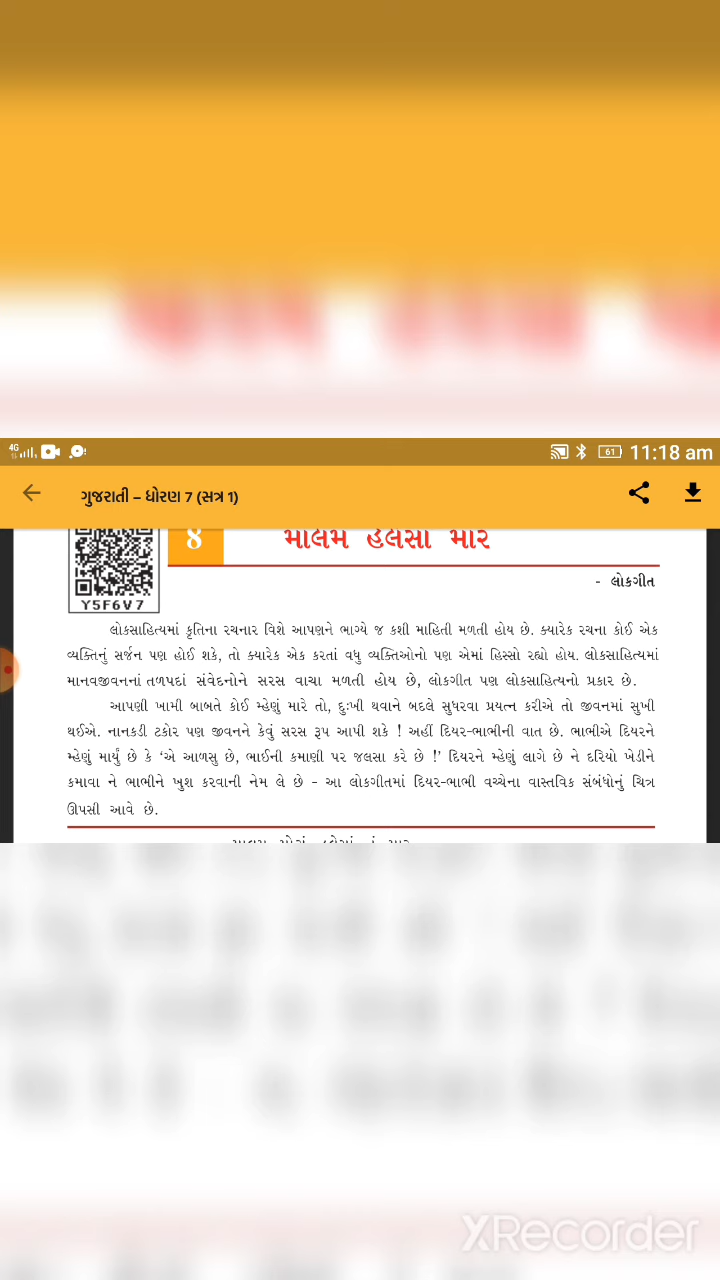 4G
61 11:18 am
ગુજરાતી – ધોરણ 7 (સત્ર 1)
૪ માલમ હલેસાં માર
Y5F6V7
- લોકગીત
લોકસાહિત્યમાં કૃતિના રચનાર વિશે આપણને ભાગ્યે જ કશી માહિતી મળતી હોય છે. ક્યારેક રચના કોઈ એક
વ્યક્તિનું સર્જન પણ હોઈ શકે, તો ક્યારેક એક કરતાં વધુ વ્યક્તિઓનો પણ એમાં હિસ્સો રહ્યો હોય. લોકસાહિત્યમાં
માનવજીવનનાં તળપદાં સંવેદનોને સરસ વાચા મળતી હોય છે, લોકગીત પણ લોકસાહિત્યનો પ્રકાર છે.
આપણી ખામી બાબતે કોઈ મ્હેણું મારે તો, દુઃખી થવાને બદલે સુધરવા પ્રયત્ન કરીએ તો જીવનમાં સુખી
થઈએ. નાનકડી ટકોર પણ જીવનને કેવું સરસ રૂપ આપી શકે ! અહીં દિયર-ભાભીની વાત છે. ભાભીએ દિયરને
મ્હેણું માર્યું છે કે ‘એ આળસુ છે, ભાઈની કમાણી પર જલસા કરે છે !' દિયરને મ્હેણું લાગે છે ને દરિયો ખેડીને
કમાવા ને ભાભીને ખુશ કરવાની નેમ લે છે - આ લોકગીતમાં દિયર-ભાભી વચ્ચેના વાસ્તવિક સંબંધોનું ચિત્ર
ઊપસી આવે છે.
XRecorder